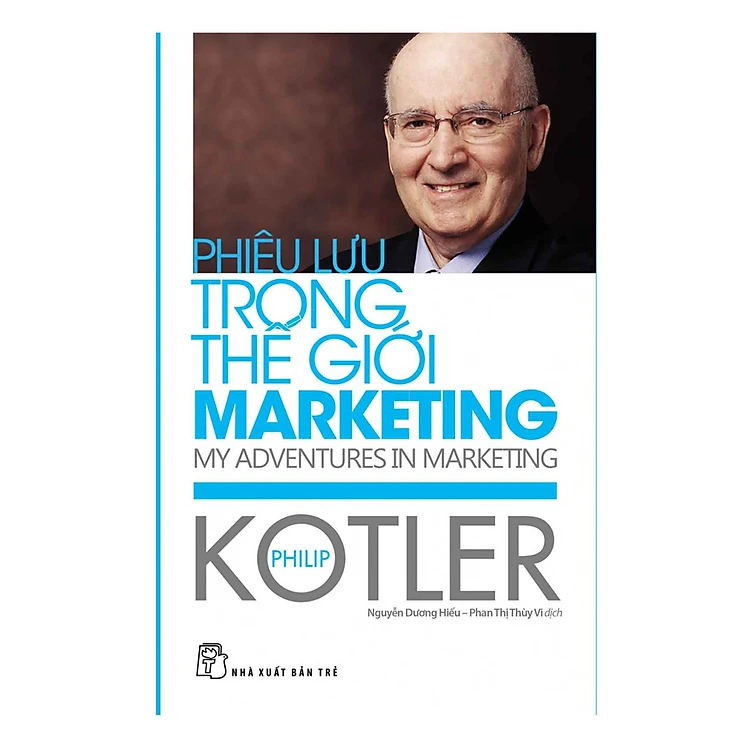 PHIÊU LƯU
TRONG
THẾ GIỚI
MARKETING
MY ADVENTURES IN MARKETING
PHILIP
KOTLER
Nguyễn Dương Hiếu – Phan Thị Thùy Vi dịch
T
NHÀ XUẤT BẢN TRẺ